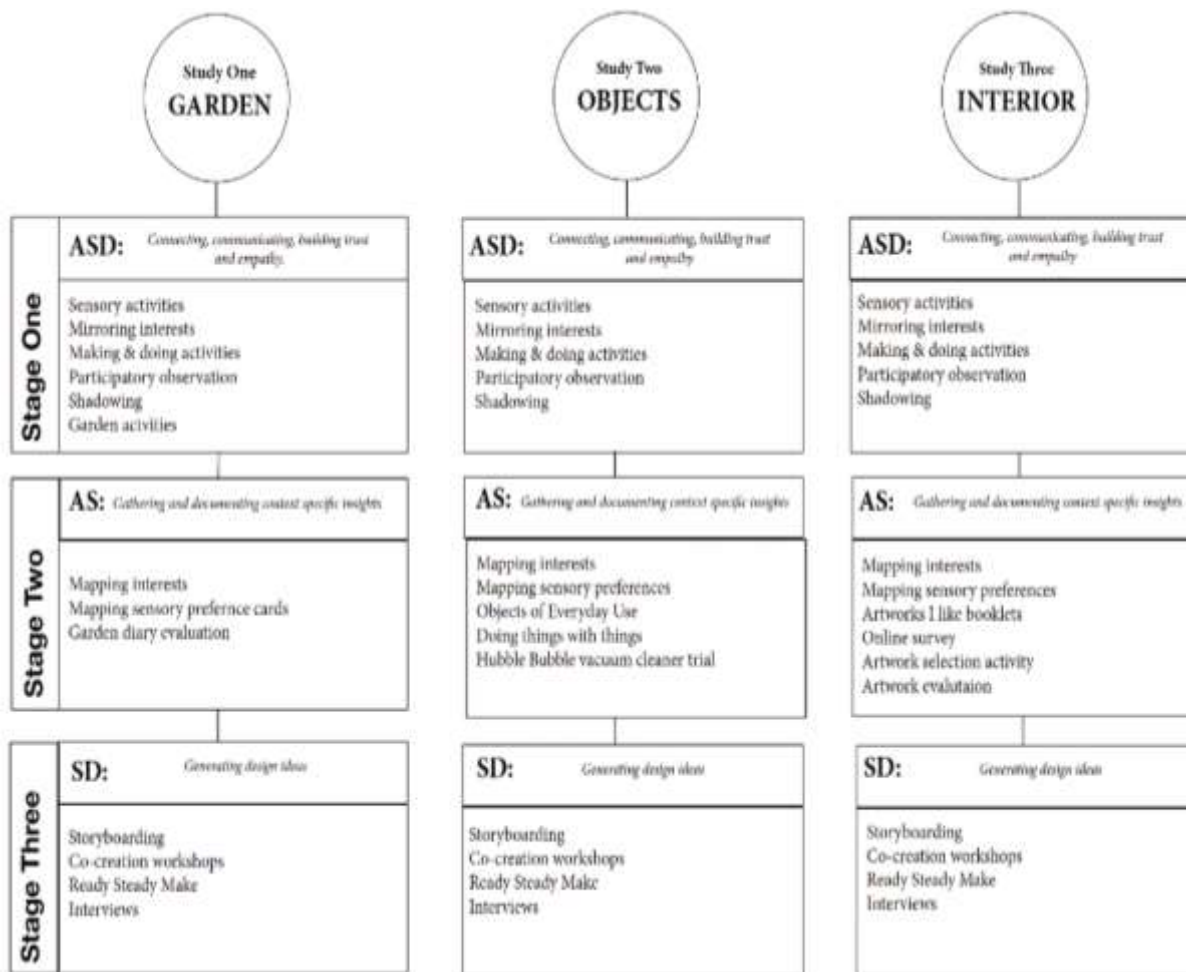 Study One
GARDEN
Study Two
OBJECTS
Study Three
INTERIOR
Stage One
ASD: Connecting, communicating, building trust
and empathy.
Sensory activities
Mirroring interests
Making & doing activities
Participatory observation
Shadowing
Garden acivities
ASD: Connecting, communicating, building trust
and empathy
Sensory activities
Mirroring interests
Making & doing activities
Participatory observation
Shadowing
ASD: Connecting, communicating, building trust
and empathy
Sensory activities
Mirroring interests
Making & doing activities
Participatory observation
Shadowing
Stage Two
AS: Gathering and documenting context specific insights
Mapping interests
Mapping sensory prefernce cards
Garden diary evaluation
AS: Gathering and documenting context specific insights
Mapping interests
Mapping sensory preferences
Objects of Everyday Use
Doing things with things
Hubble Bubble vacuum cleaner trial
AS: Gathering and documenting context specific insights
Mapping interests
Mapping sensory preferences
Artworks I like booklets
Online survey
Artwork selection activity
Artwork evalutaion
Stage Three
SD: Generating design ideas
Storyboarding
Co-creation workshops
Ready Steady Make
Interviews
SD: Generating design ideas
Storyboarding
Co-creation workshops
Ready Steady Make
Interviews
SD: Generating design ideas
Storyboarding
Co-creation workshops
Ready Steady Make
Interviews